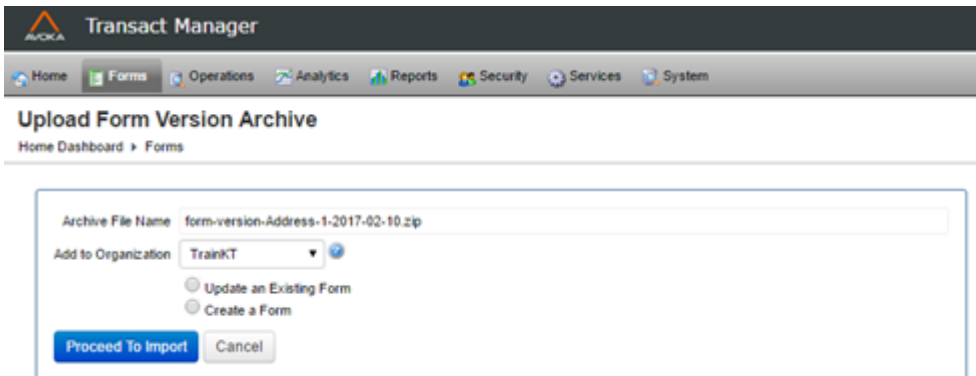 AVOKA Transact Manager
Home Forms Operations Analytics Reports Security Services System
Upload Form Version Archive
Home Dashboard ▸ Forms
Archive File Name form-version-Address-1-2017-02-10.zip
Add to Organization TrainKT
Update an Existing Form
Create a Form
Proceed To Import Cancel